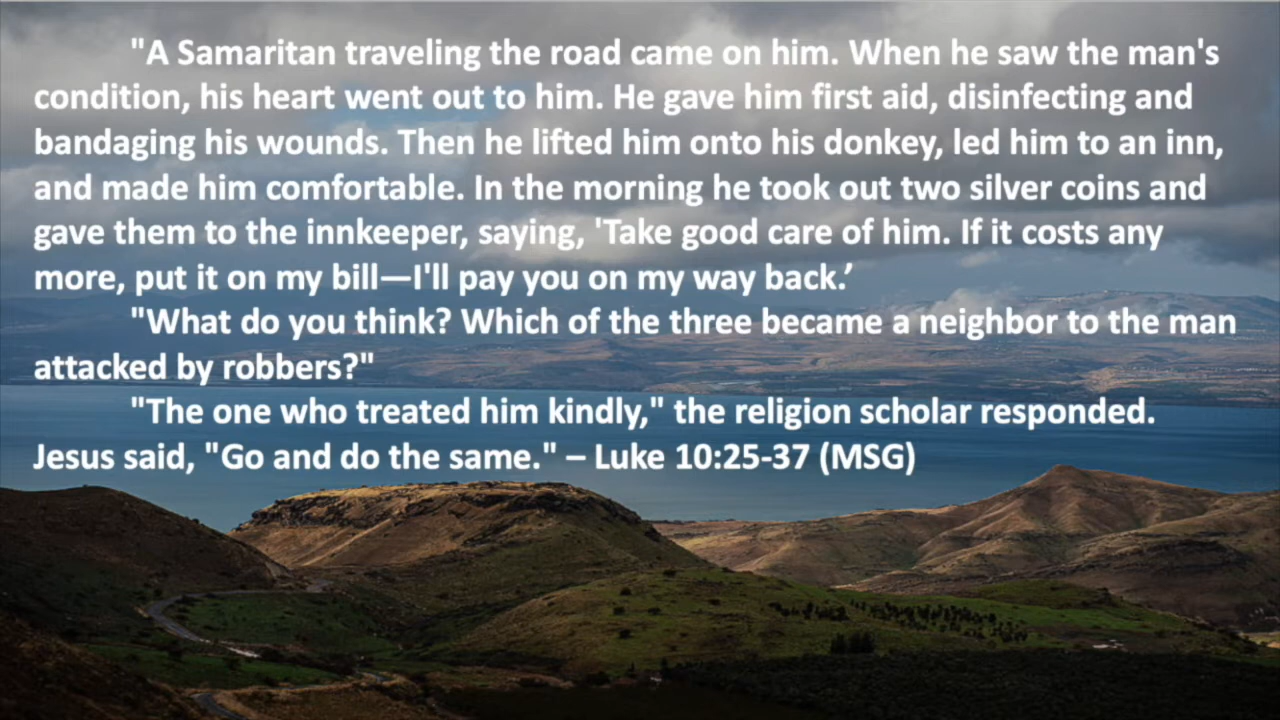 "A Samaritan traveling the road came on him. When he saw the man's
condition, his heart went out to him. He gave him first aid, disinfecting and
bandaging his wounds. Then he lifted him onto his donkey, led him to an inn,
and made him comfortable. In the morning he took out two silver coins and
gave them to the innkeeper, saying, 'Take good care of him. If it costs any
more, put it on my bill—I'll pay you on my way back.’
"What do you think? Which of the three became a neighbor to the man
attacked by robbers?"
"The one who treated him kindly," the religion scholar responded.
Jesus said, "Go and do the same." – Luke 10:25-37 (MSG)